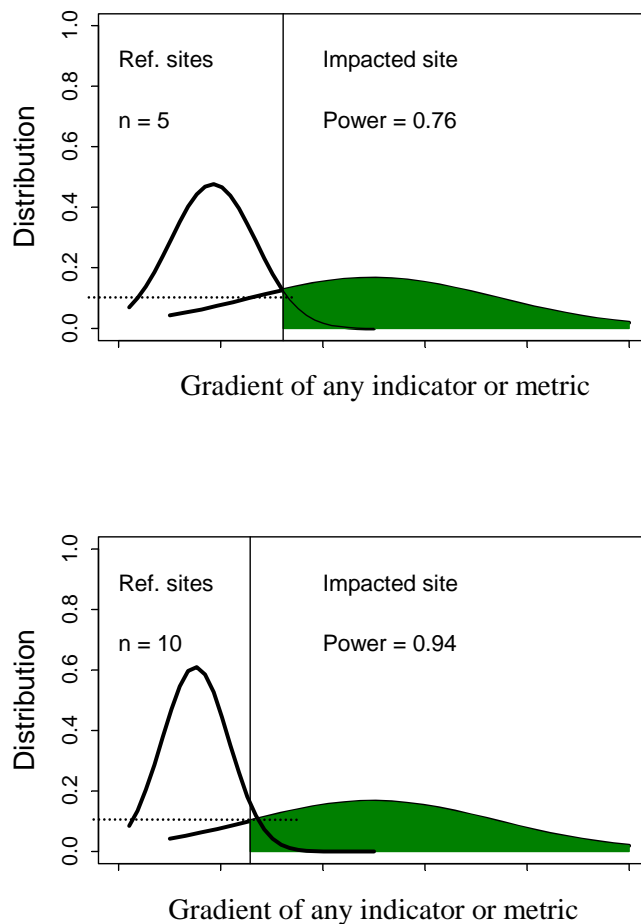 Distribution
0.0 0.2 0.4 0.6 0.8 1.0
Ref. sites
Impacted site
n = 5
Power = 0.76
Gradient of any indicator or metric
Distribution
0.0 0.2 0.4 0.6 0.8 1.0
Ref. sites
Impacted site
n = 10
Power = 0.94
Gradient of any indicator or metric